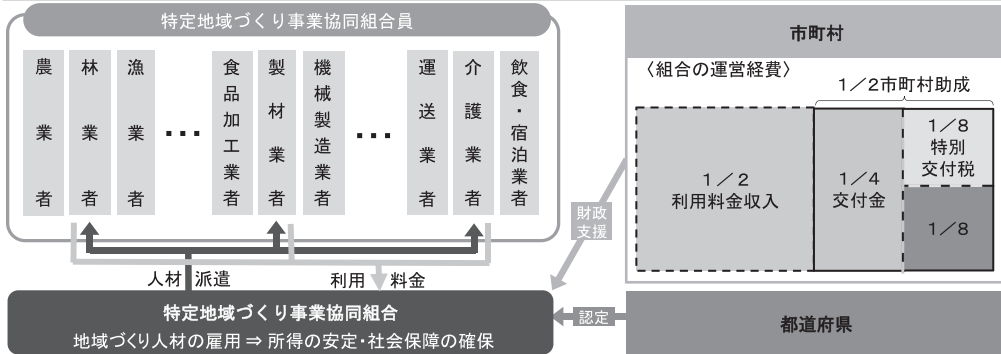 特定地域づくり事業協同組合員
農業者
林業者
漁業者
・・・
食品加工業者
製材業者
機械製造業者
・・・
運送業者
介護業者
飲食・宿泊業者
人材派遣
利用料金
特定地域づくり事業協同組合
地域づくり人材の雇用⇒所得の安定・社会保障の確保
財政
支援
認定
市町村
〈組合の運営経費〉
1／2市町村助成
1／2
利用料金収入
1／4
交付金
1／8
特別
交付税
1／8
都道府県